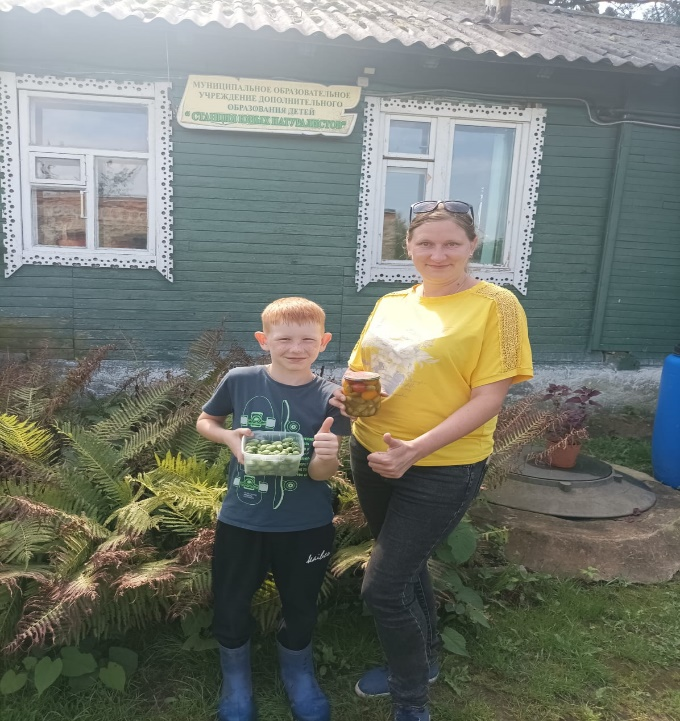 МУНИЦИПАЛЬНОЕ ОБРАЗОВАТЕЛЬНОЕ
УЧРЕЖДЕНИЕ ДОПОЛНИТЕЛЬНОГО
ОБРАЗОВАНИЯ ДЕТЕЙ
"СТАНЦИЯ ЮНЫХ НАТУРАЛИСТОВ"